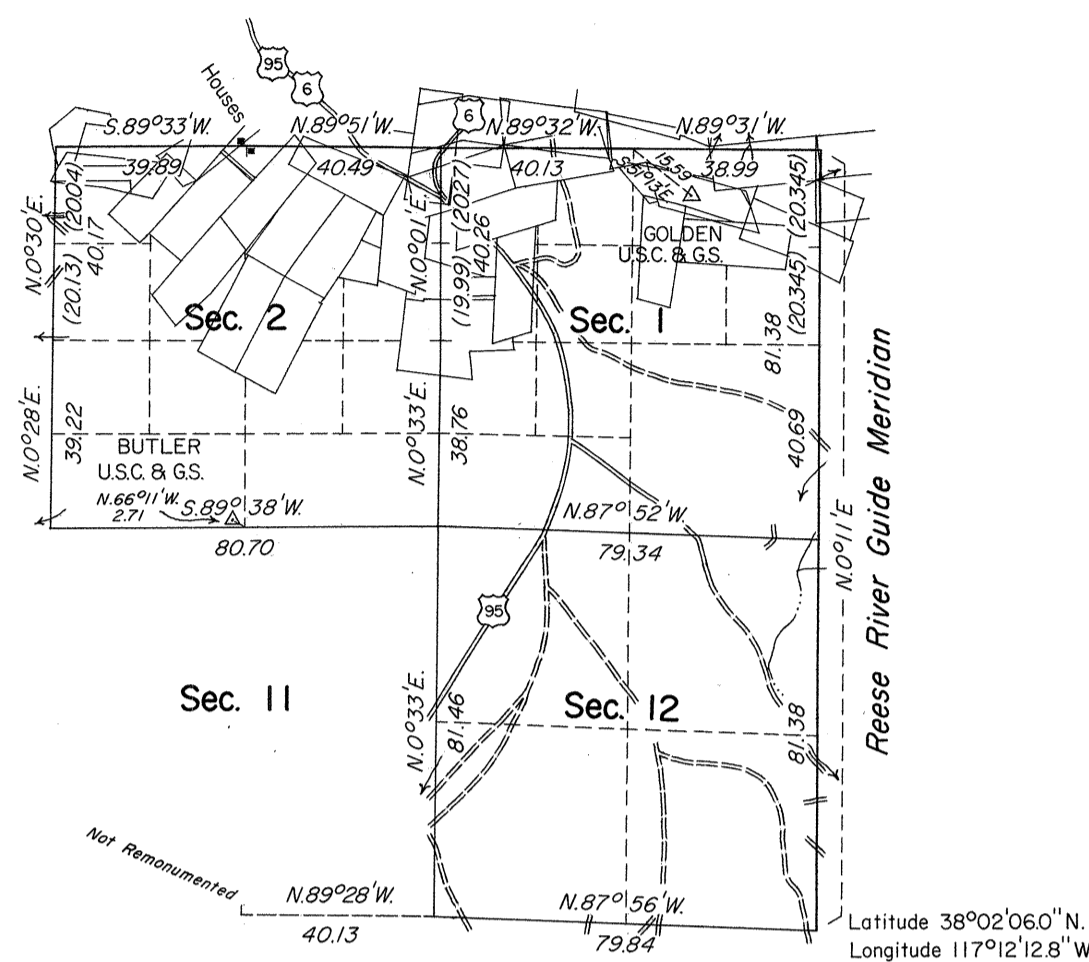 95
6
Houses
6
S.89°33'W.
N.89°51'W.
N.89°32'W.
N.89°31'W.
39.89
40.49
40.13
15.59
38.99
S.51°13'E.
N.0°30'E.
(20.04)
40.17
(20.13)
N.0°01'E.
(20.27)
40.26
(19.99)
(20.345)
(20.345)
81.38
GOLDEN
U.S.C. & G.S.
Sec. 2
Sec. 1
N.0°28'E.
39.22
N.0°33'E.
38.76
40.69
BUTLER
U.S.C. & G.S.
N.66°11'W.
2.71
S.89°38'W.
80.70
N.87°52'W.
79.34
N.0°11'E
Reese River Guide Meridian
95
Sec. 11
Sec. 12
N.0°33'E.
81.46
81.38
Not Remonumented
N.89°28'W.
40.13
N.87°56'W.
79.84
Latitude 38°02'06.0"N.
Longitude 117°12'12.8"W